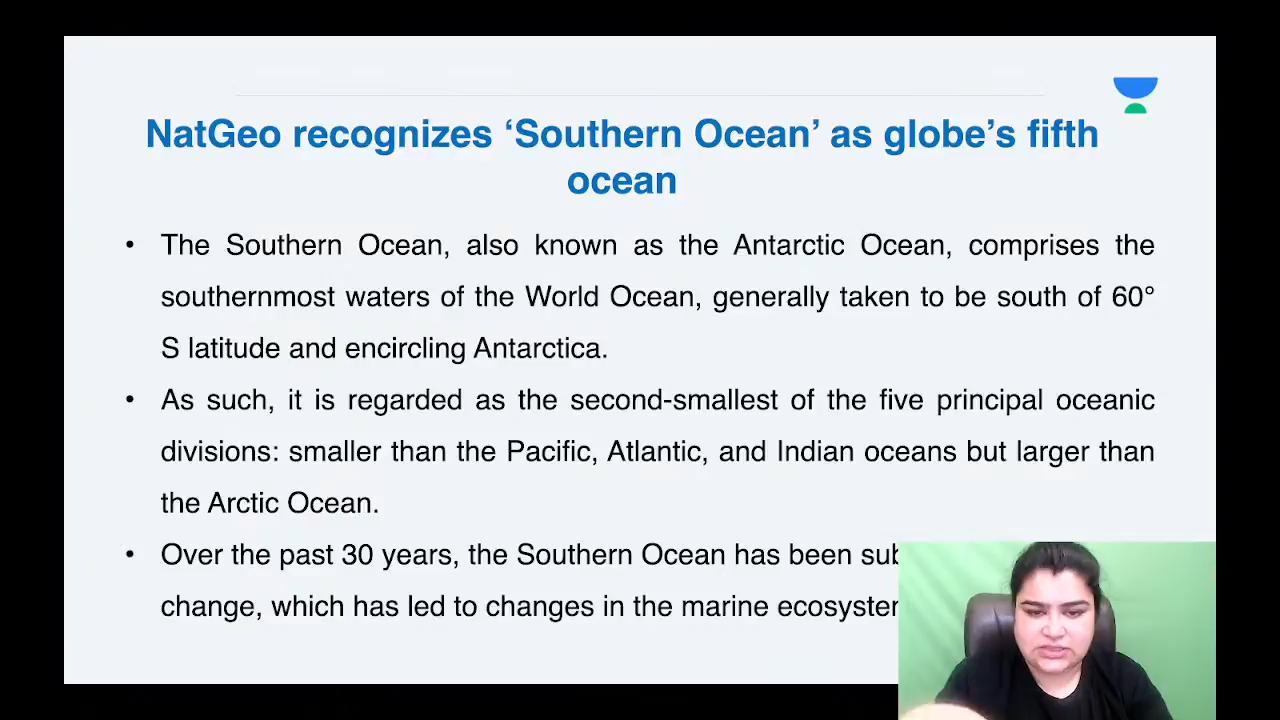 NatGeo recognizes ‘Southern Ocean’ as globe’s fifth
ocean
• The Southern Ocean, also known as the Antarctic Ocean, comprises the
southernmost waters of the World Ocean, generally taken to be south of 60°
S latitude and encircling Antarctica.
• As such, it is regarded as the second-smallest of the five principal oceanic
divisions: smaller than the Pacific, Atlantic, and Indian oceans but larger than
the Arctic Ocean.
• Over the past 30 years, the Southern Ocean has been
change, which has led to changes in the marine